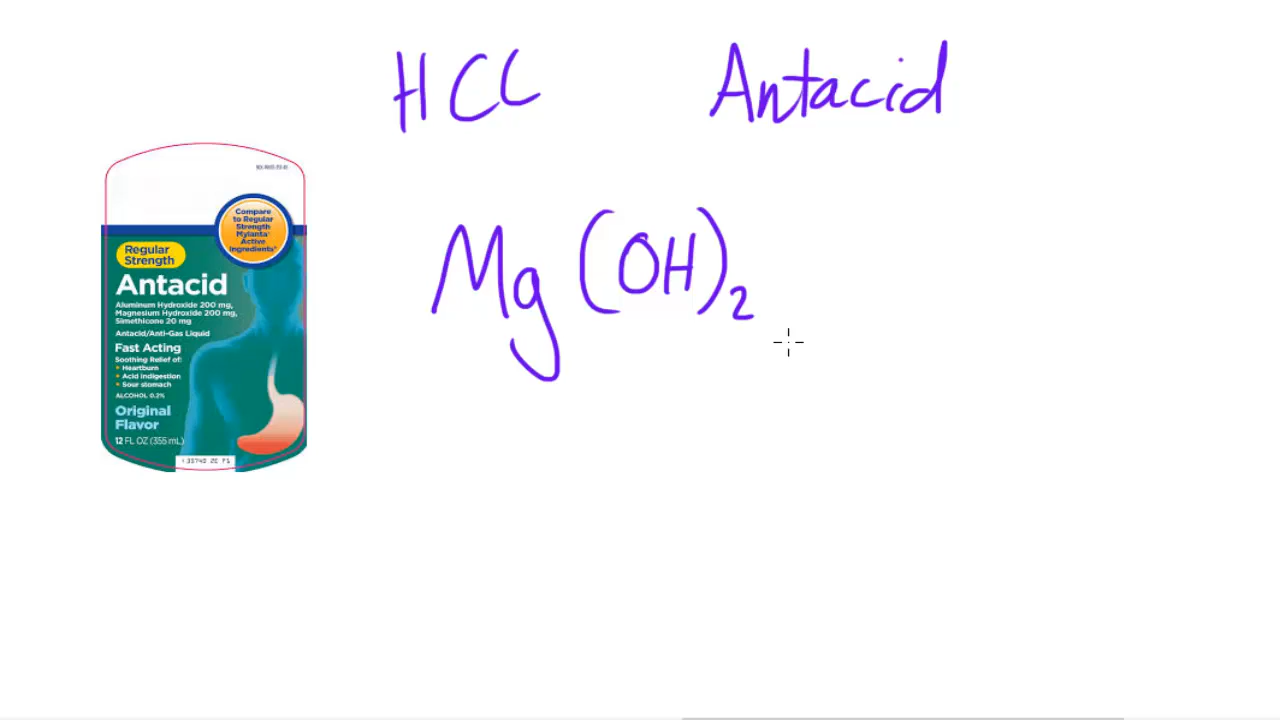 HCl Antacid
Mg(OH)2
Compare
to Regular
Strength
Mylanta®
Active
Ingredients*
Regular
Strength
Antacid
Aluminum Hydroxide 200 mg,
Magnesium Hydroxide 200 mg,
Simethicone 20 mg
Antacid/Anti-Gas Liquid
Fast Acting
Soothing Relief of:
• Heartburn
• Acid indigestion
• Sour stomach
ALCOHOL 0.2%
Original
Flavor
12 FL OZ (355 mL)